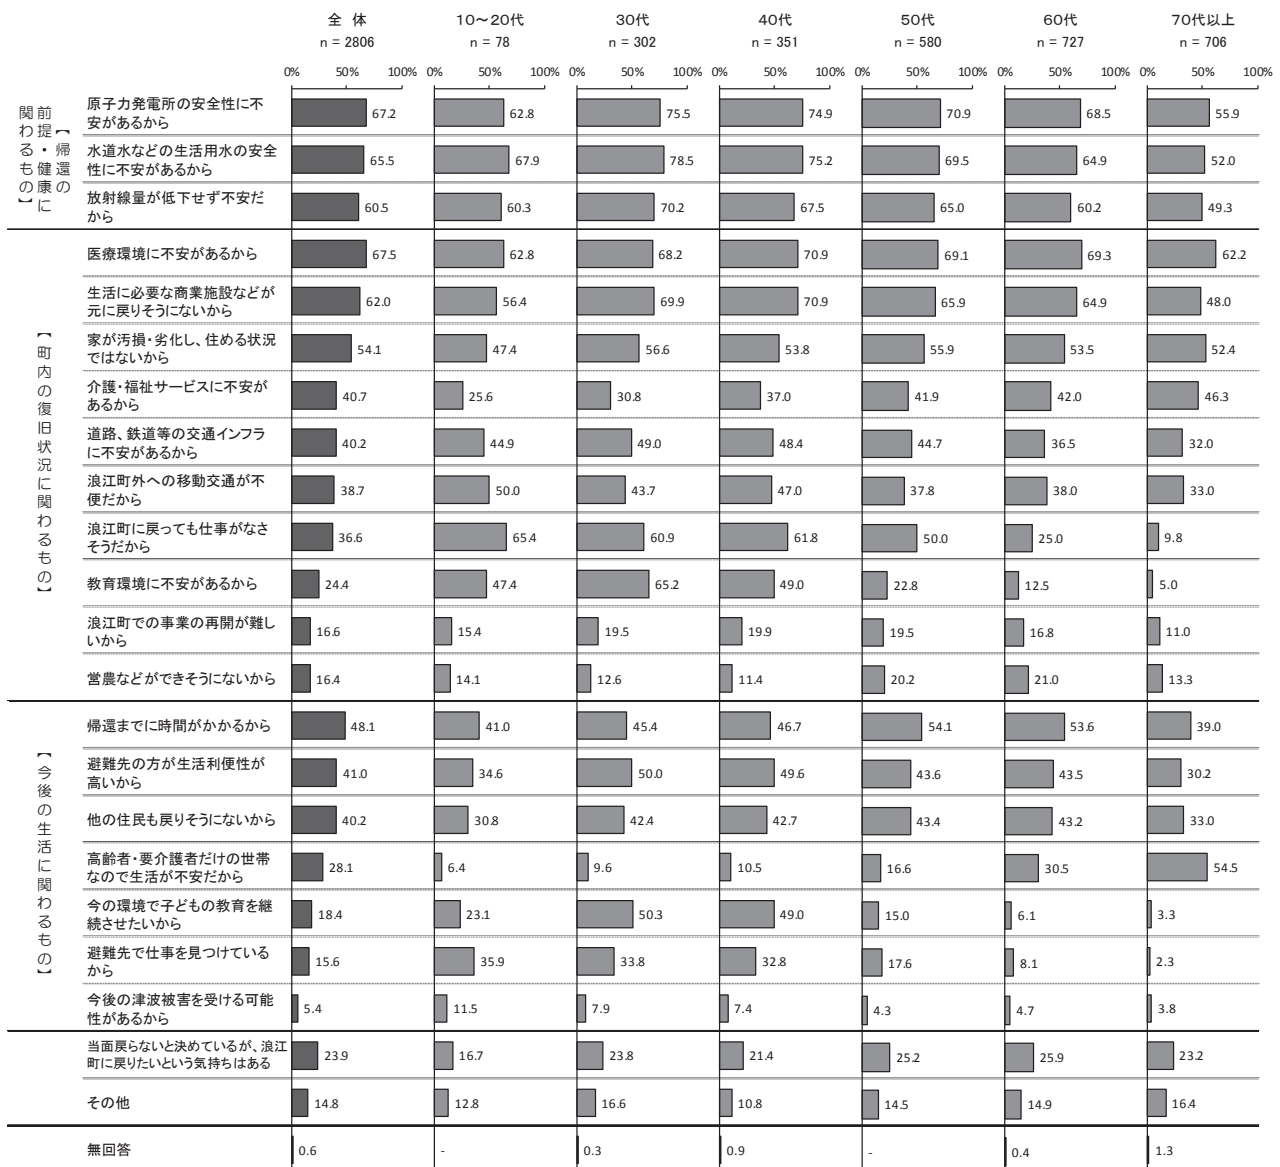 全 体 10～20代 30代 40代 50代 60代 70代以上
n = 2806 n = 78 n = 302 n = 351 n = 580 n = 727 n = 706
0% 50% 100% 0% 50% 100% 0% 50% 100% 0% 50% 100% 0% 50% 100% 0% 50% 100% 0% 50% 100%
【帰還の
前提・健康に
関わるもの】
原子力発電所の安全性に不
安があるから
67.2 62.8 75.5 74.9 70.9 68.5 55.9
水道水などの生活用水の安全
性に不安があるから
65.5 67.9 78.5 75.2 69.5 64.9 52.0
放射線量が低下せず不安だ
から
60.5 60.3 70.2 67.5 65.0 60.2 49.3
【町内の復旧状況に関わるもの】
医療環境に不安があるから
67.5 62.8 68.2 70.9 69.1 69.3 62.2
生活に必要な商業施設などが
元に戻りそうにないから
62.0 56.4 69.9 70.9 65.9 64.9 48.0
家が汚損・劣化し、住める状況
ではないから
54.1 47.4 56.6 53.8 55.9 53.5 52.4
介護・福祉サービスに不安が
あるから
40.7 25.6 30.8 37.0 41.9 42.0 46.3
道路、鉄道等の交通インフラ
に不安があるから
40.2 44.9 49.0 48.4 44.7 36.5 32.0
浪江町外への移動交通が不
便だから
38.7 50.0 43.7 47.0 37.8 38.0 33.0
浪江町に戻っても仕事がなさ
そうだから
36.6 65.4 60.9 61.8 50.0 25.0 9.8
教育環境に不安があるから
24.4 47.4 65.2 49.0 22.8 12.5 5.0
浪江町での事業の再開が難し
いから
16.6 15.4 19.5 19.9 19.5 16.8 11.0
営農などができそうにないから
16.4 14.1 12.6 11.4 20.2 21.0 13.3
【今後の生活に関わるもの】
帰還までに時間がかかるから
48.1 41.0 45.4 46.7 54.1 53.6 39.0
避難先の方が生活利便性が
高いから
41.0 34.6 50.0 49.6 43.6 43.5 30.2
他の住民も戻りそうにないから
40.2 30.8 42.4 42.7 43.4 43.2 33.0
高齢者・要介護者だけの世帯
なので生活が不安だから
28.1 6.4 9.6 10.5 16.6 30.5 54.5
今の環境で子どもの教育を継
続させたいから
18.4 23.1 50.3 49.0 15.0 6.1 3.3
避難先で仕事を見つけている
から
15.6 35.9 33.8 32.8 17.6 8.1 2.3
今後の津波被害を受ける可能
性があるから
5.4 11.5 7.9 7.4 4.3 4.7 3.8
当面戻らないと決めているが、浪江
町に戻りたいという気持ちはある
23.9 16.7 23.8 21.4 25.2 25.9 23.2
その他
14.8 12.8 16.6 10.8 14.5 14.9 16.4
無回答
0.6 - 0.3 0.9 - 0.4 1.3